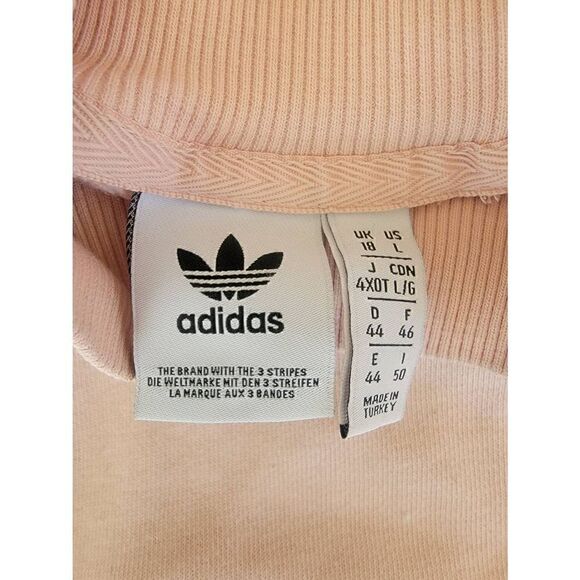 adidas
THE BRAND WITH THE 3 STRIPES
DIE WELTMARKE MIT DEN 3 STREIFEN
LA MARQUE AUX 3 BANDES
UK US
18 L
J CDN
4XOT L/G
D F
44 46
E I
44 50
MADE IN
TURKEY